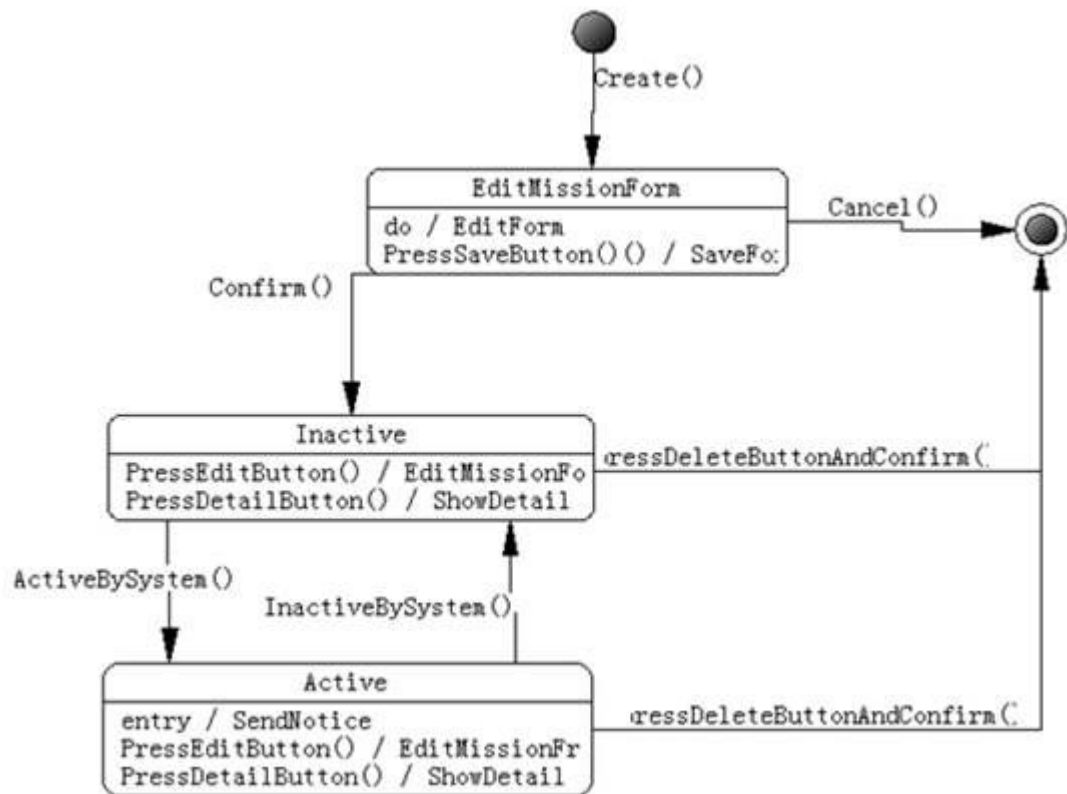 Create()
EditMissionForm
Cancel()
do / EditForm
PressSaveButton()() / SaveFo
Confirm()
Inactive
PressEditButton() / EditMissionFo
PressDetailButton() / ShowDetail
ressDeleteButtonAndConfirm(
ActiveBySystem()
InactiveBySystem()
Active
entry / SendNotice
PressEditButton() / EditMissionFr
PressDetailButton() / ShowDetail
ressDeleteButtonAndConfirm(